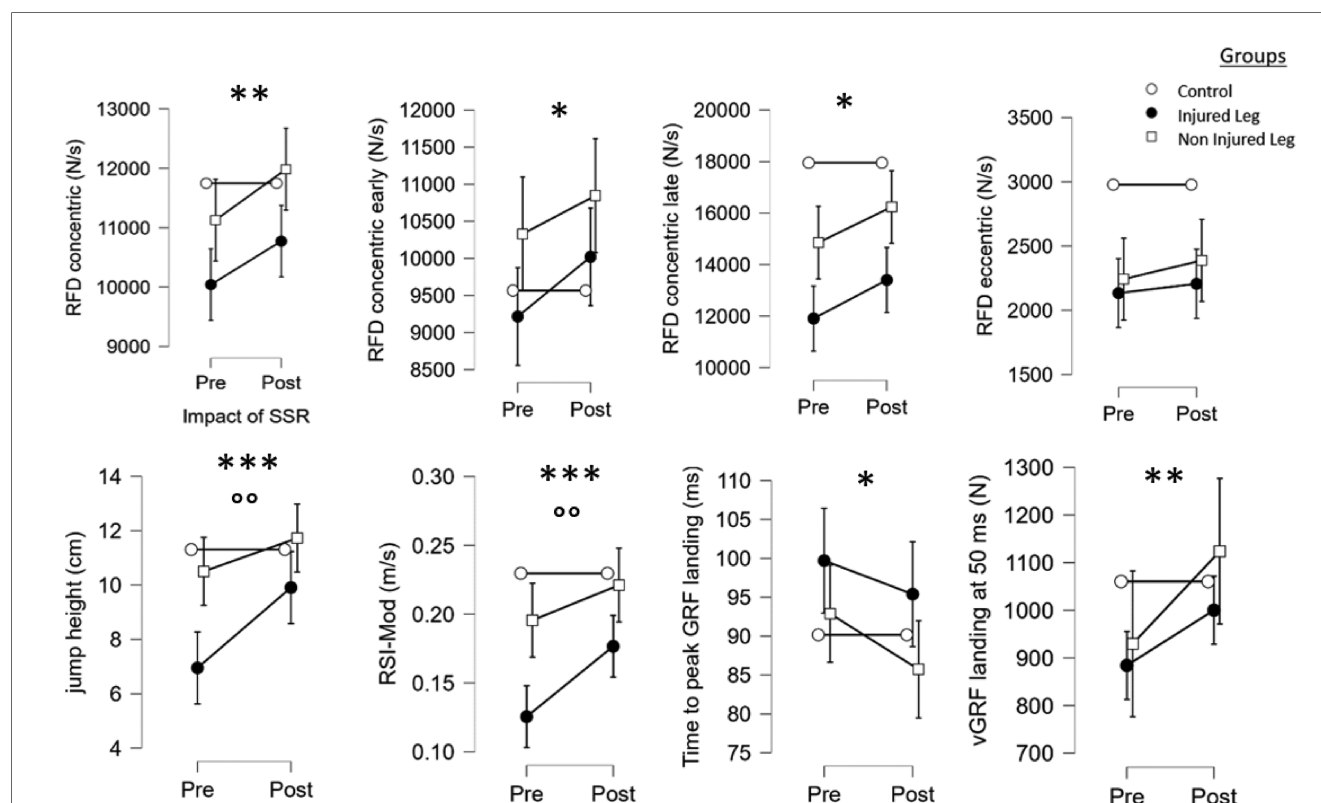 Groups
Control
Injured Leg
Non Injured Leg
**
RFD concentric (N/s)
13000
12000
11000
10000
9000
Pre
Post
Impact of SSR
*
RFD concentric early (N/s)
12000
11500
11000
10500
10000
9500
9000
8500
Pre
Post
*
RFD concentric late (N/s)
20000
18000
16000
14000
12000
10000
Pre
Post
RFD eccentric (N/s)
3500
3000
2500
2000
1500
Pre
Post
***
°°
jump height (cm)
14
12
10
8
6
4
Pre
Post
***
°°
RSI-Mod (m/s)
0.30
0.25
0.20
0.15
0.10
Pre
Post
*
Time to peak GRF landing (ms)
110
105
100
95
90
85
80
75
Pre
Post
**
vGRF landing at 50 ms (N)
1300
1200
1100
1000
900
800
700
Pre
Post